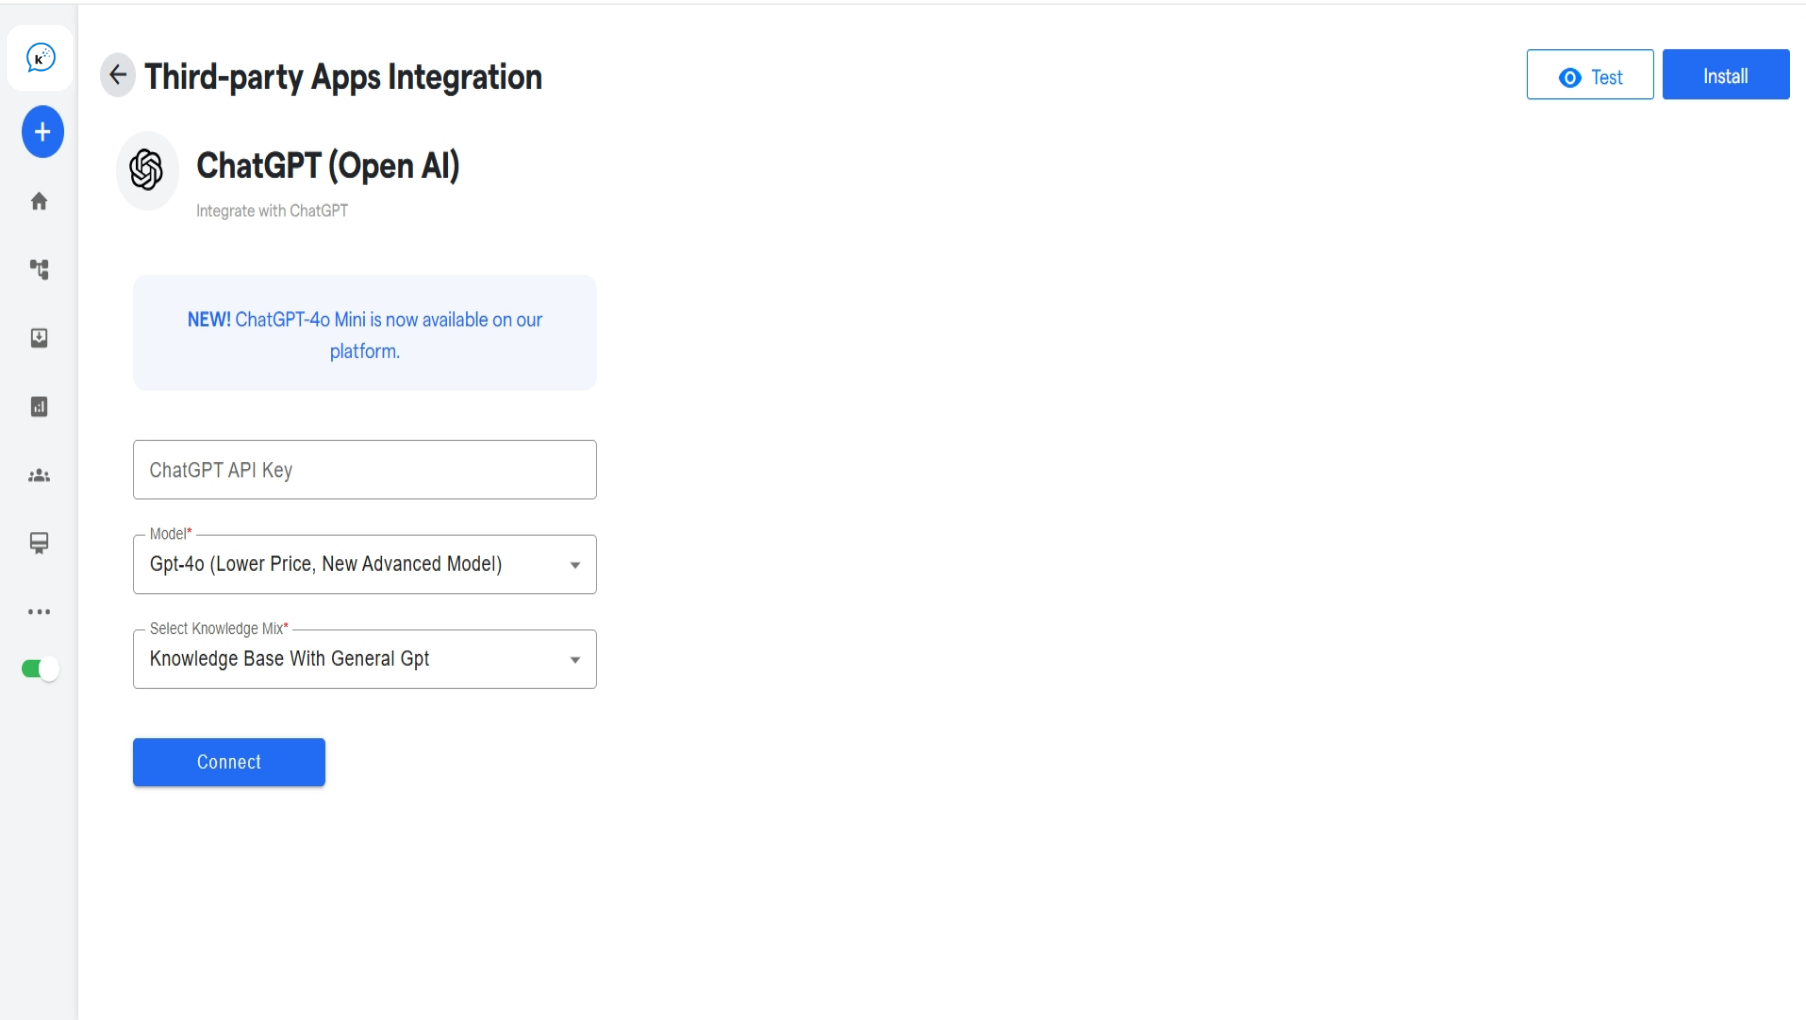 K
Third-party Apps Integration
Test
Install
ChatGPT (Open AI)
Integrate with ChatGPT
NEW! ChatGPT-4o Mini is now available on our
platform.
ChatGPT API Key
Model*
Gpt-4o (Lower Price, New Advanced Model)
Select Knowledge Mix*
Knowledge Base With General Gpt
Connect